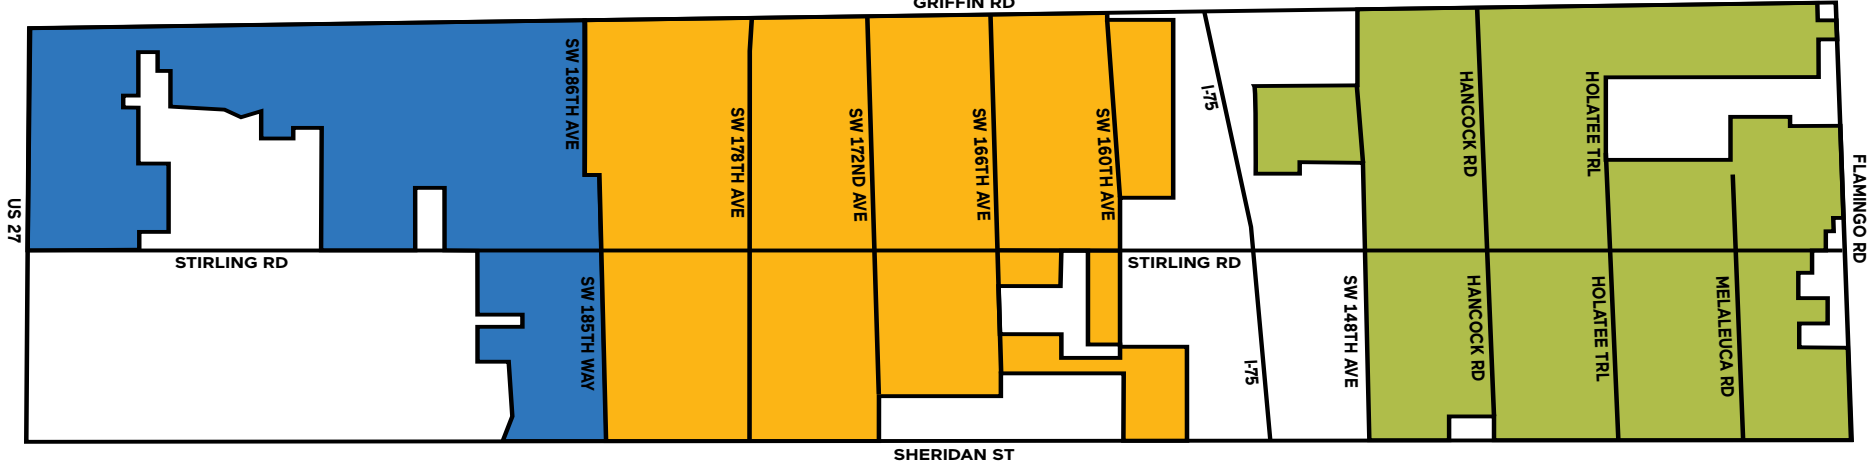 GRIFFIN RD
SW 186TH AVE
SW 178TH AVE
SW 172ND AVE
SW 166TH AVE
SW 160TH AVE
I-75
HANCOCK RD
HOLATEE TRL
FLAMINGO RD
US 27
STIRLING RD
STIRLING RD
SW 185TH WAY
I-75
SW 148TH AVE
HANCOCK RD
HOLATEE TRL
MELALEUCA RD
SHERIDAN ST